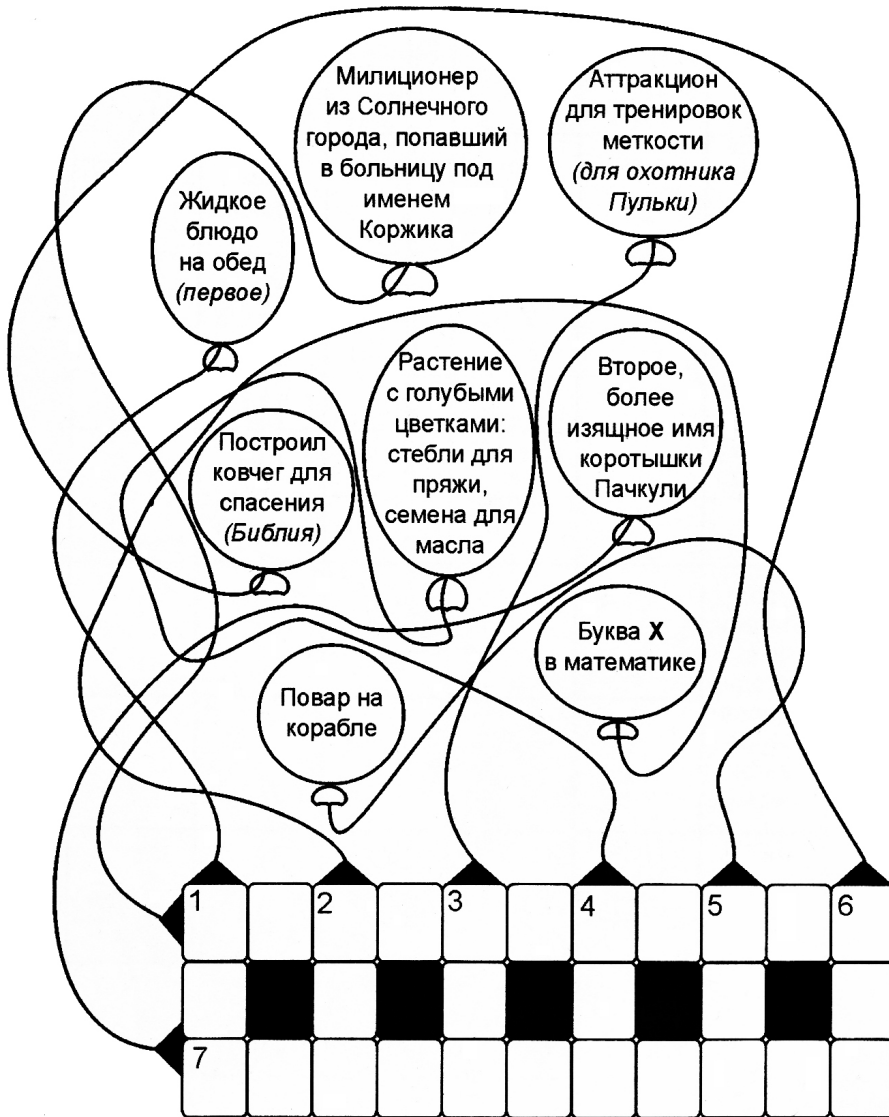 Милиционер
из Солнечного
города, попавший
в больницу под
именем
Коржика
Аттракцион
для тренировок
меткости
(для охотника
Пульки)
Жидкое
блюдо
на обед
(первое)
Растение
с голубыми
цветками:
стебли для
пряжи,
семена для
масла
Второе,
более
изящное имя
коротышки
Пачкули
Построил
ковчег для
спасения
(Библия)
Буква X
в математике
Повар на
корабле
1 2 3 4 5 6
7